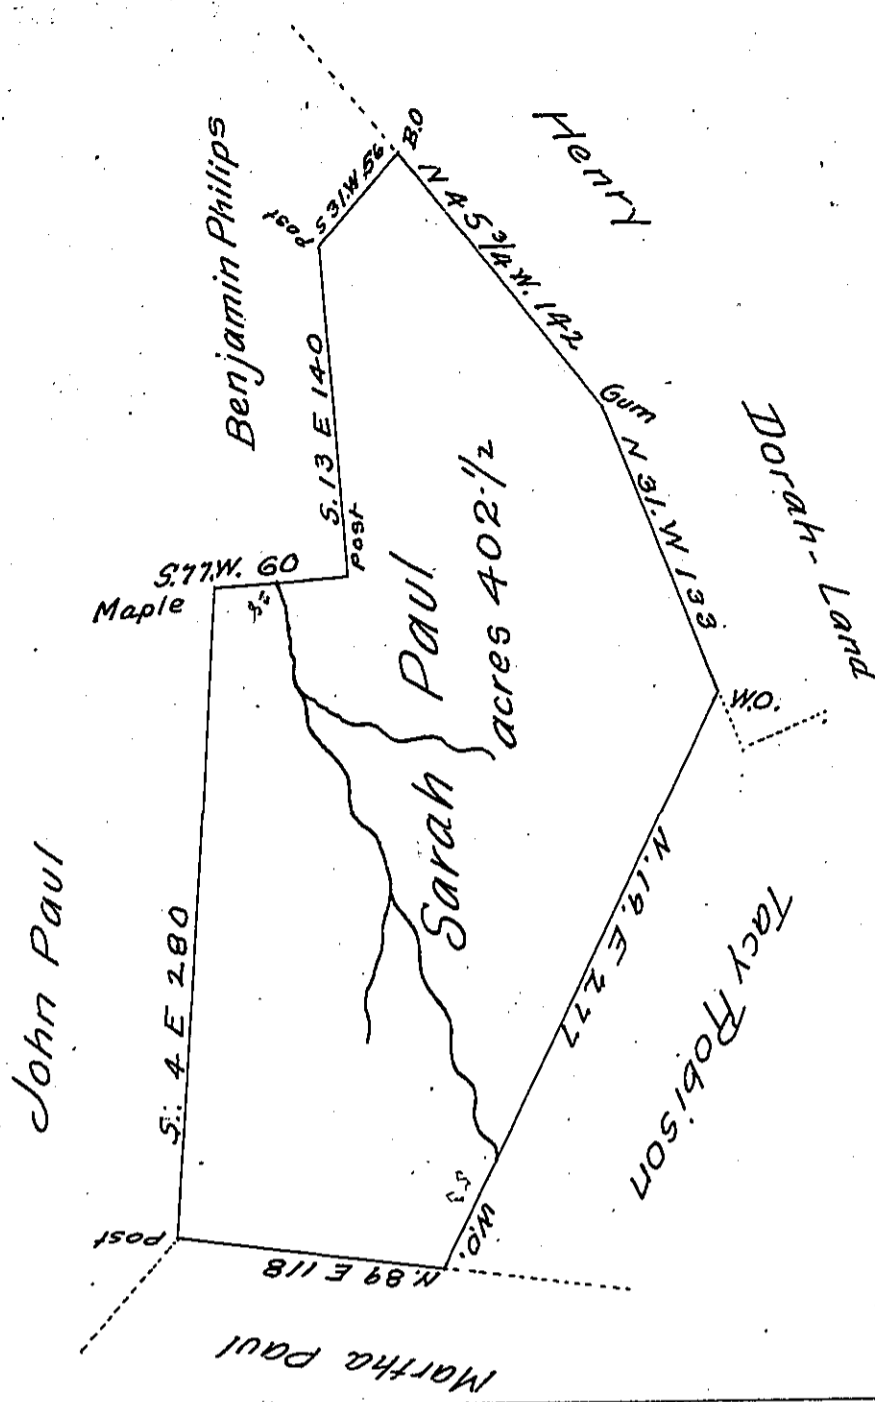 John Paul
Benjamin Philips
Henry
Dorah-Land
Tacy Robison
Martha Paul
Sarah Paul
acres 402-1/2
Post
S. 4 E 280
Maple
S.77.W. 60
Post
S. 13 E 140
Post
S 31.W.56
B.O
N 45 3/4 W. 142
Gum
N 31 W 133
W.O.
N. 19. E 277
W.O.
N. 89 E 118